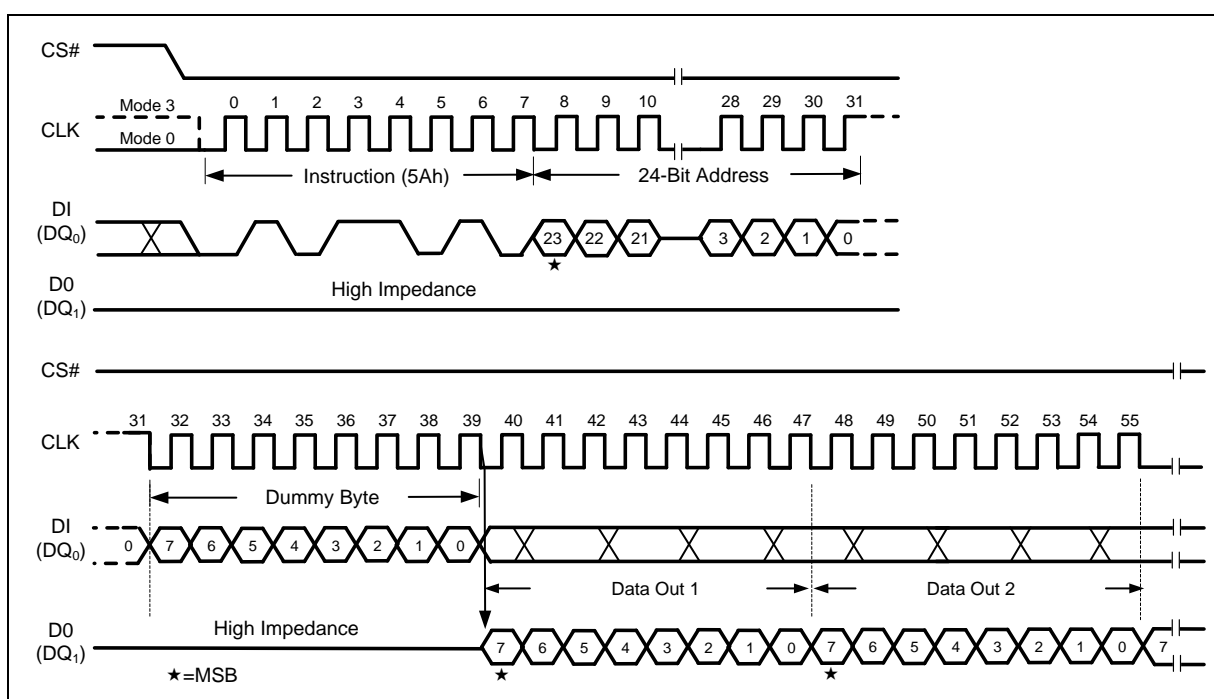 CS#
Mode 3
0 1 2 3 4 5 6 7 8 9 10 28 29 30 31
CLK
Mode 0
Instruction (5Ah)
24-Bit Address
DI
(DQ0)
23 22 21 3 2 1 0
★
D0
(DQ1)
High Impedance
CS#
31 32 33 34 35 36 37 38 39 40 41 42 43 44 45 46 47 48 49 50 51 52 53 54 55
CLK
Dummy Byte
DI
(DQ0)
0 7 6 5 4 3 2 1 0
Data Out 1
Data Out 2
D0
(DQ1)
High Impedance
7 6 5 4 3 2 1 0 7 6 5 4 3 2 1 0 7
★=MSB
★ ★